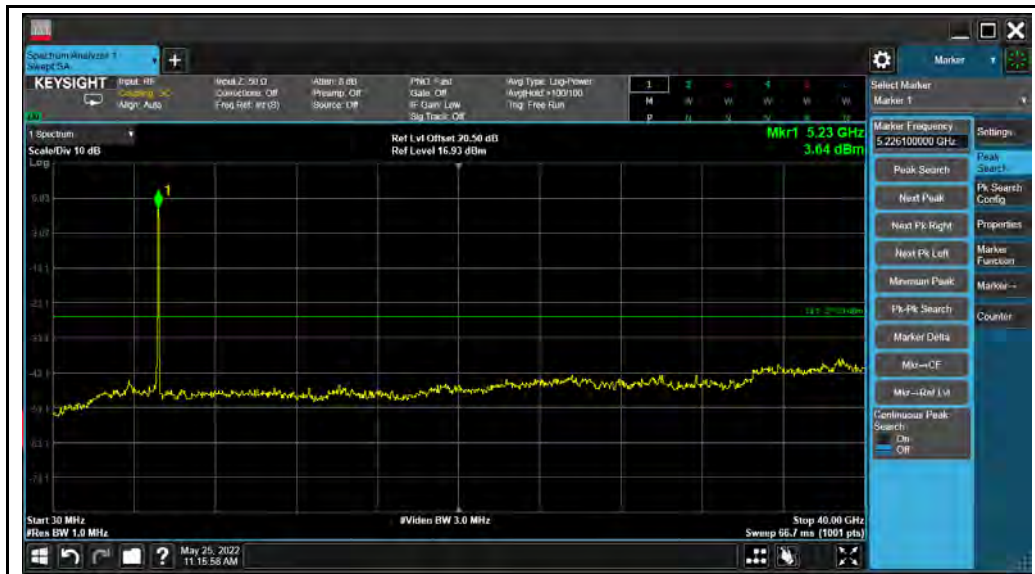 Spectrum Analyzer 1
Swept SA
+
Marker
KEYSIGHT
Input: RF
Coupling: DC
Align: Auto
Input Z: 50 Ω
Corrections: Off
Freq Ref: Int (S)
Atten: 8 dB
Preamp: Off
Source: Off
PNO: Fast
Gate: Off
IF Gain: Low
Sig Track: Off
Avg Type: Log-Power
Avg|Hold: >100/100
Trig: Free Run
1
M
P
Select Marker
Marker 1
1 Spectrum
Scale/Div 10 dB
Log
Ref Lvl Offset 20.50 dB
Ref Level 16.93 dBm
Mkr1 5.23 GHz
3.64 dBm
1
Marker Frequency
5.226100000 GHz
Peak Search
Next Peak
Next Pk Right
Next Pk Left
Minimum Peak
Pk-Pk Search
Marker Delta
Mkr→CF
Mkr→Ref Lvl
Continuous Peak
Search
On
Off
Settings
Peak
Search
Pk Search
Config
Properties
Marker
Function
Marker→
Counter
Start 30 MHz
#Res BW 1.0 MHz
#Video BW 3.0 MHz
Stop 40.00 GHz
Sweep 66.7 ms (1001 pts)
?
May 25, 2022
11:15:58 AM